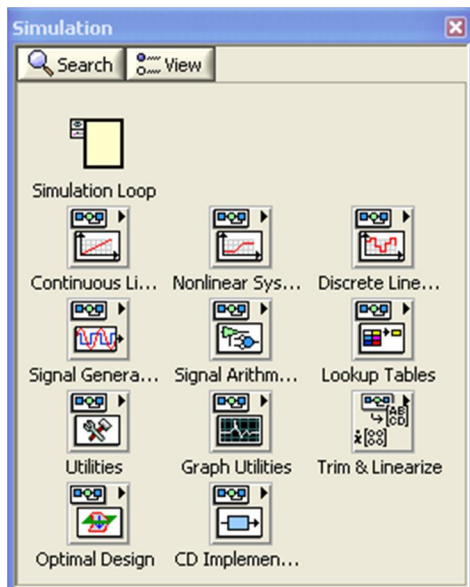 Simulation
Search View
Simulation Loop
Continuous Li... Nonlinear Sys... Discrete Line...
Signal Genera... Signal Arithm... Lookup Tables
Utilities Graph Utilities Trim & Linearize
Optimal Design CD Implemen...